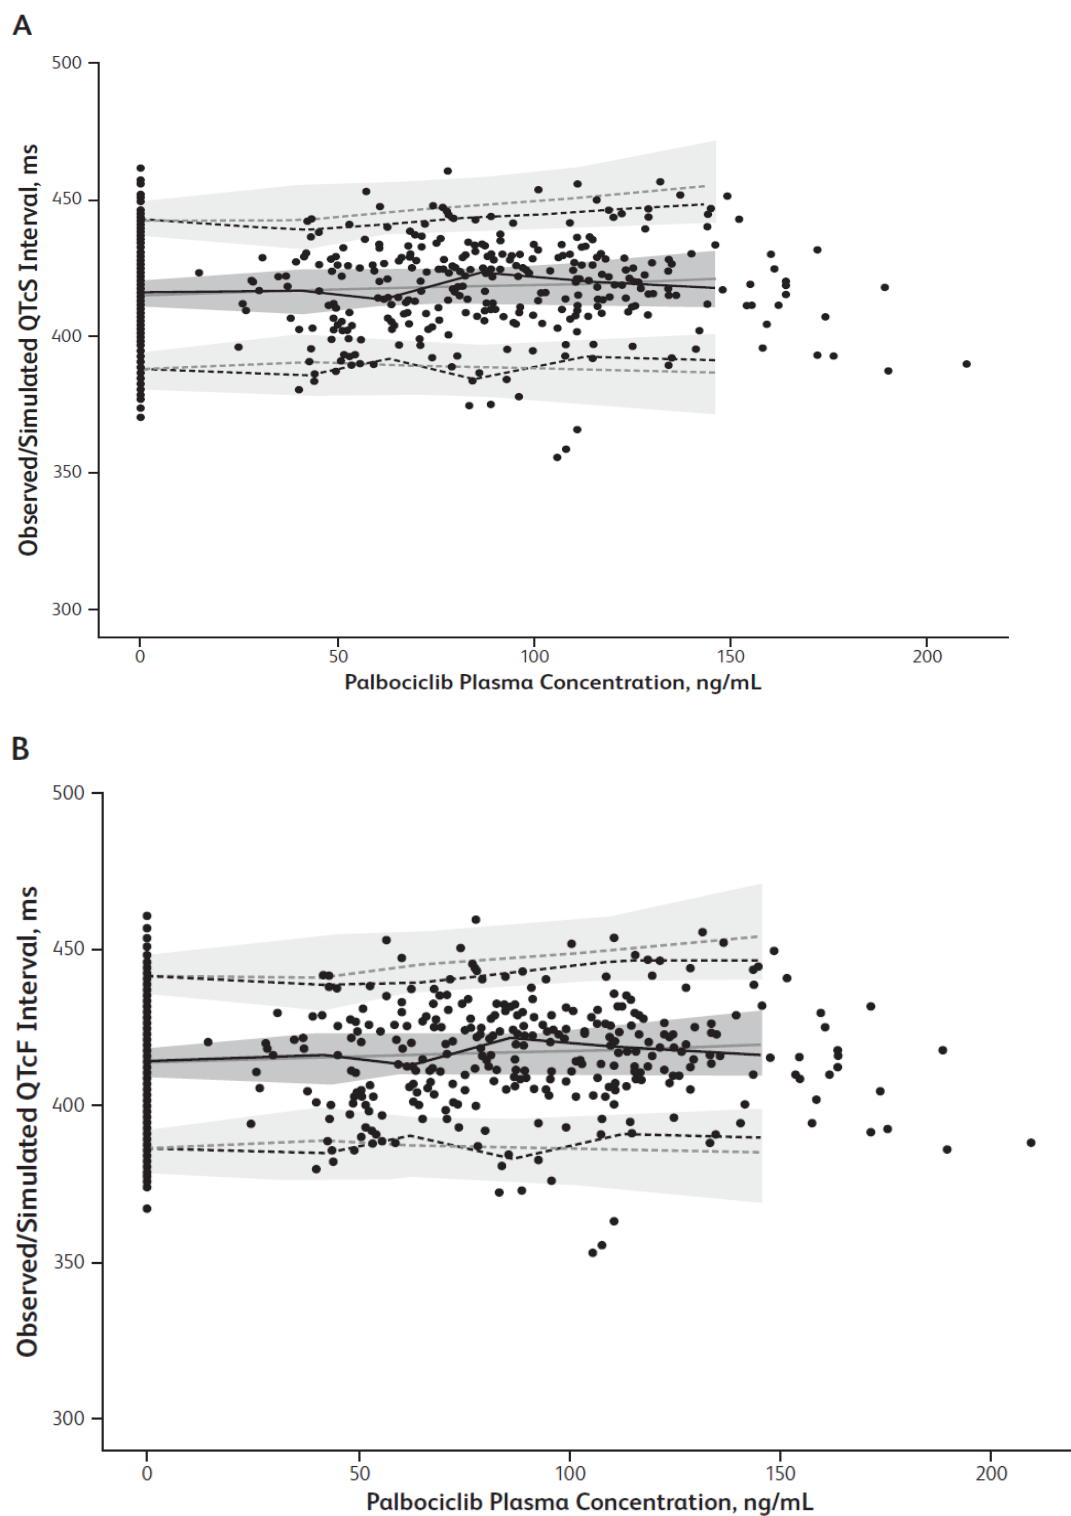 A
500
450
400
350
300
Observed/Simulated QTcS Interval, ms
0 50 100 150 200
Palbociclib Plasma Concentration, ng/mL
B
500
450
400
350
300
Observed/Simulated QTcF Interval, ms
0 50 100 150 200
Palbociclib Plasma Concentration, ng/mL